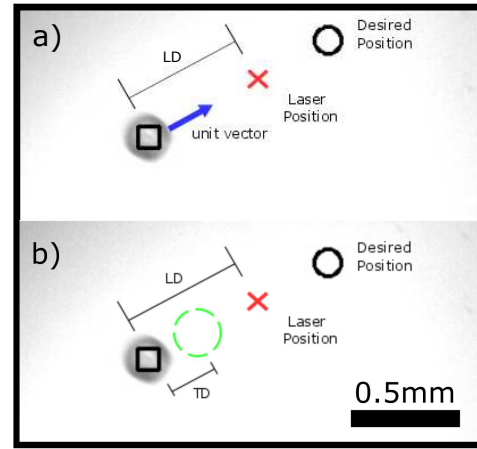 a)
LD
Desired
Position
Laser
Position
unit vector
b)
LD
Desired
Position
Laser
Position
TD
0.5mm